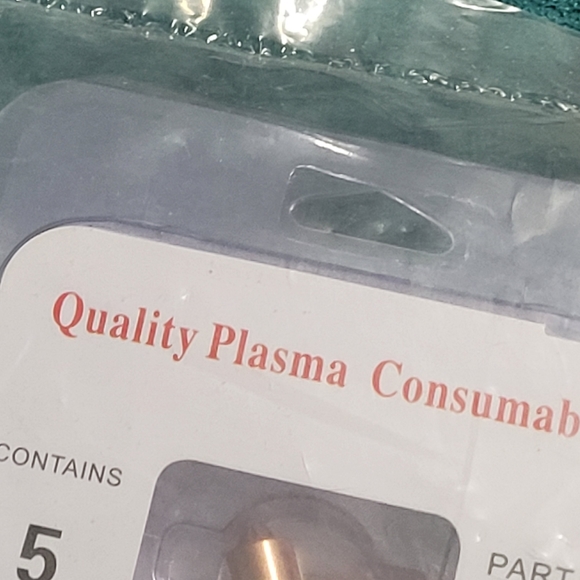 Quality Plasma Consumab
CONTAINS
5
PART